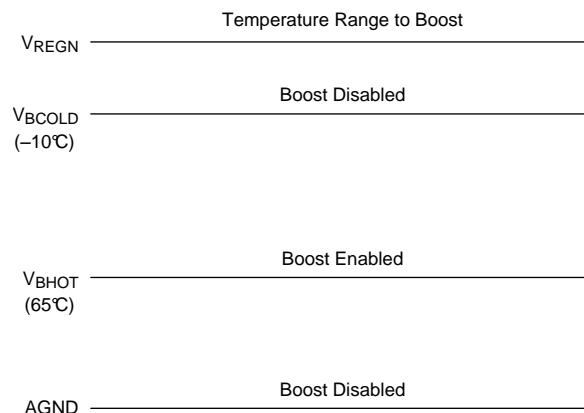 Temperature Range to Boost
VREGN
Boost Disabled
VBCOLD
(–10℃)
Boost Enabled
VBHOT
(65℃)
Boost Disabled
AGND